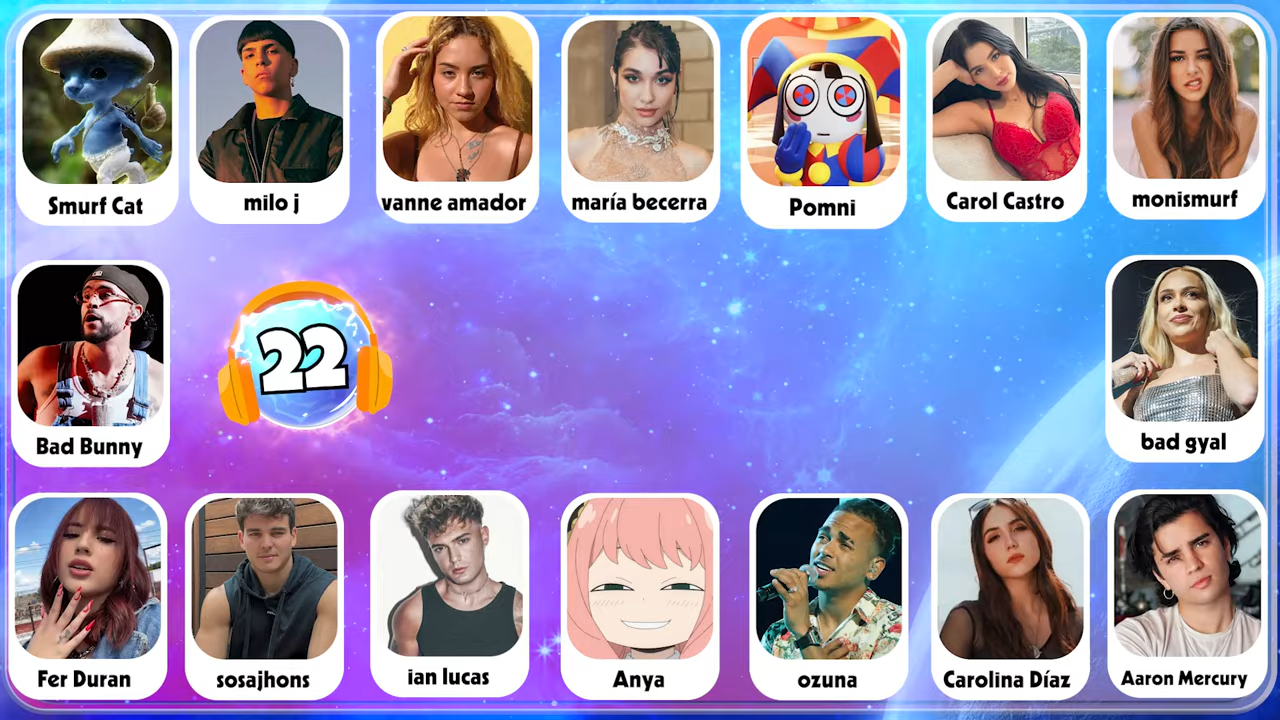 Smurf Cat
milo j
vanne amador
maría becerra
Pomni
Carol Castro
monismurf
Bad Bunny
22
bad gyal
Fer Duran
sosajhons
ian lucas
Anya
ozuna
Carolina Díaz
Aaron Mercury